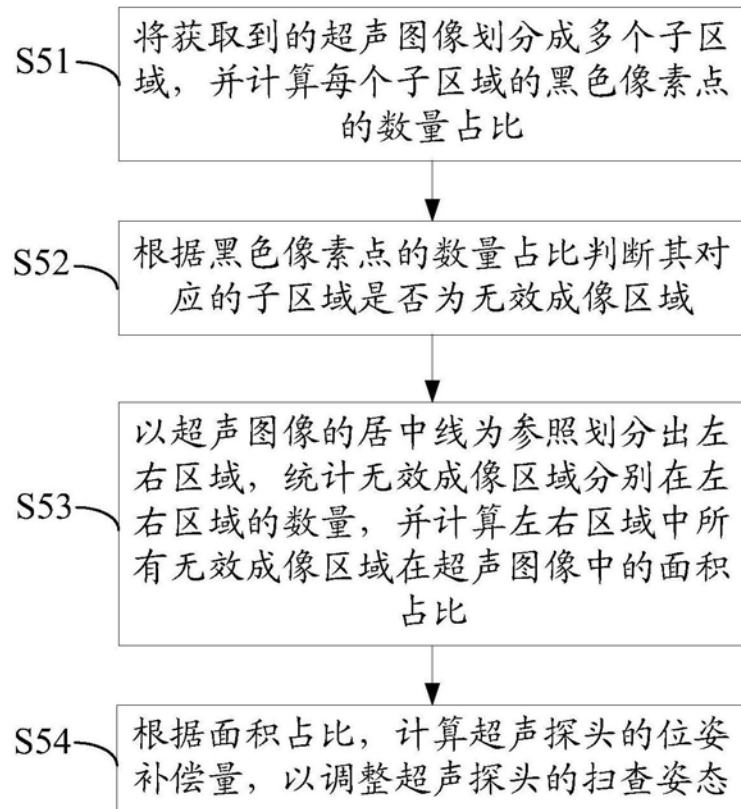 S51
将获取到的超声图像划分成多个子区
域，并计算每个子区域的黑色像素点
的数量占比
S52
根据黑色像素点的数量占比判断其对
应的子区域是否为无效成像区域
S53
以超声图像的居中线为参照划分出左
右区域，统计无效成像区域分别在左
右区域的数量，并计算左右区域中所
有无效成像区域在超声图像中的面积
占比
S54
根据面积占比，计算超声探头的位姿
补偿量，以调整超声探头的扫查姿态